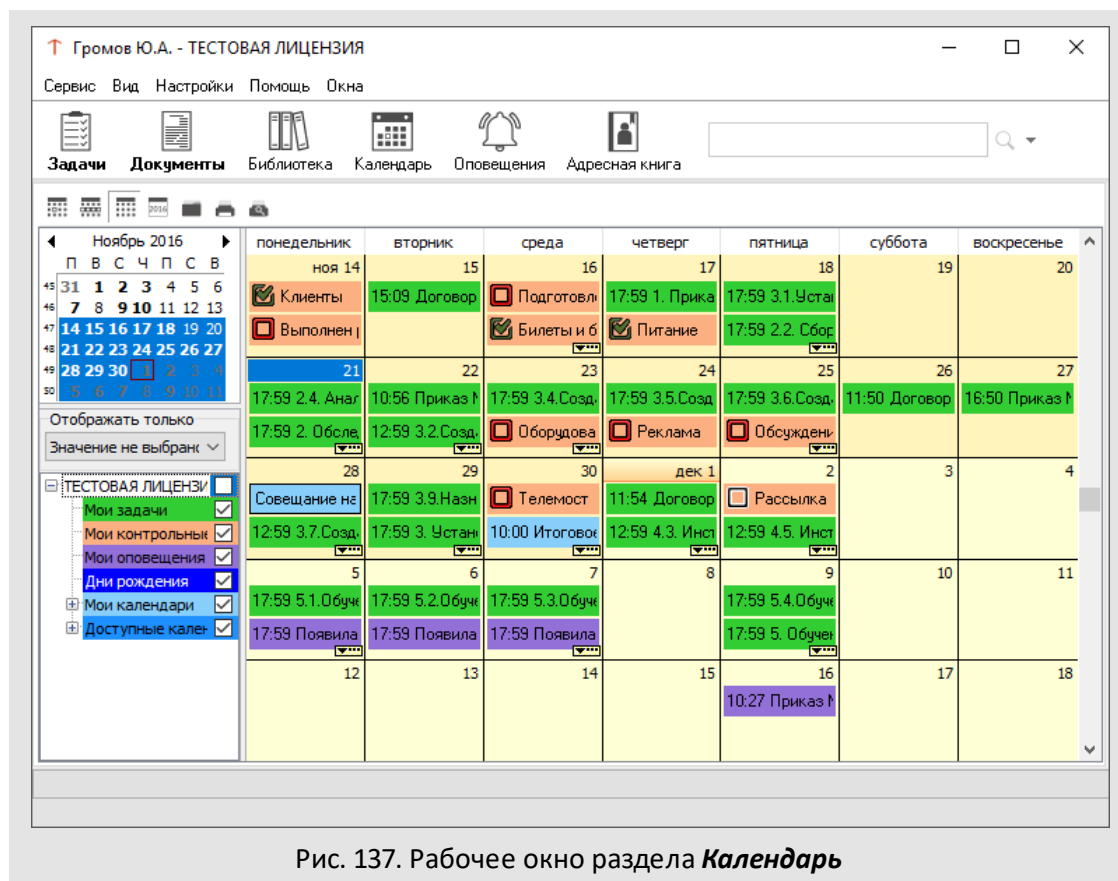 Громов Ю.А. - ТЕСТОВАЯ ЛИЦЕНЗИЯ
Сервис Вид Настройки Помощь Окна
Задачи Документы Библиотека Календарь Оповещения Адресная книга
2016
Ноябрь 2016
П В С Ч П С В
45 31 1 2 3 4 5 6
46 7 8 9 10 11 12 13
47 14 15 16 17 18 19 20
48 21 22 23 24 25 26 27
49 28 29 30 1 2 3 4
50 5 6 7 8 9 10 11
Отображать только
Значение не выбранс
ТЕСТОВАЯ ЛИЦЕНЗИ
Мои задачи
Мои контрольные
Мои оповещения
Дни рождения
Мои календари
Доступные кален
понедельник вторник среда четверг пятница суббота воскресенье
ноя 14 15 16 17 18 19 20
Клиенты 15:09 Договор Подготовл 17:59 1. Прика 17:59 3.1.Уста
Выполнен Билеты и б Питание 17:59 2.2. Сбор
21 22 23 24 25 26 27
17:59 2.4. Анал 10:56 Приказ № 17:59 3.4.Созд 17:59 3.5.Созд 17:59 3.6.Созд 11:50 Договор 16:50 Приказ №
17:59 2. Обсле 12:59 3.2.Созд Оборудова Реклама Обсуждени
28 29 30 дек 1 2 3 4
Совещание на 17:59 3.9.Назн Телемост 11:54 Договор Рассылка
12:59 3.7.Созд 17:59 3. Устан 10:00 Итоговое 12:59 4.3. Инст 12:59 4.5. Инст
5 6 7 8 9 10 11
17:59 5.1.Обуче 17:59 5.2.Обуче 17:59 5.3.Обуче 17:59 5.4.Обуче
17:59 Появила 17:59 Появила 17:59 Появила 17:59 5. Обучен
12 13 14 15 16 17 18
10:27 Приказ №
Рис. 137. Рабочее окно раздела Календарь